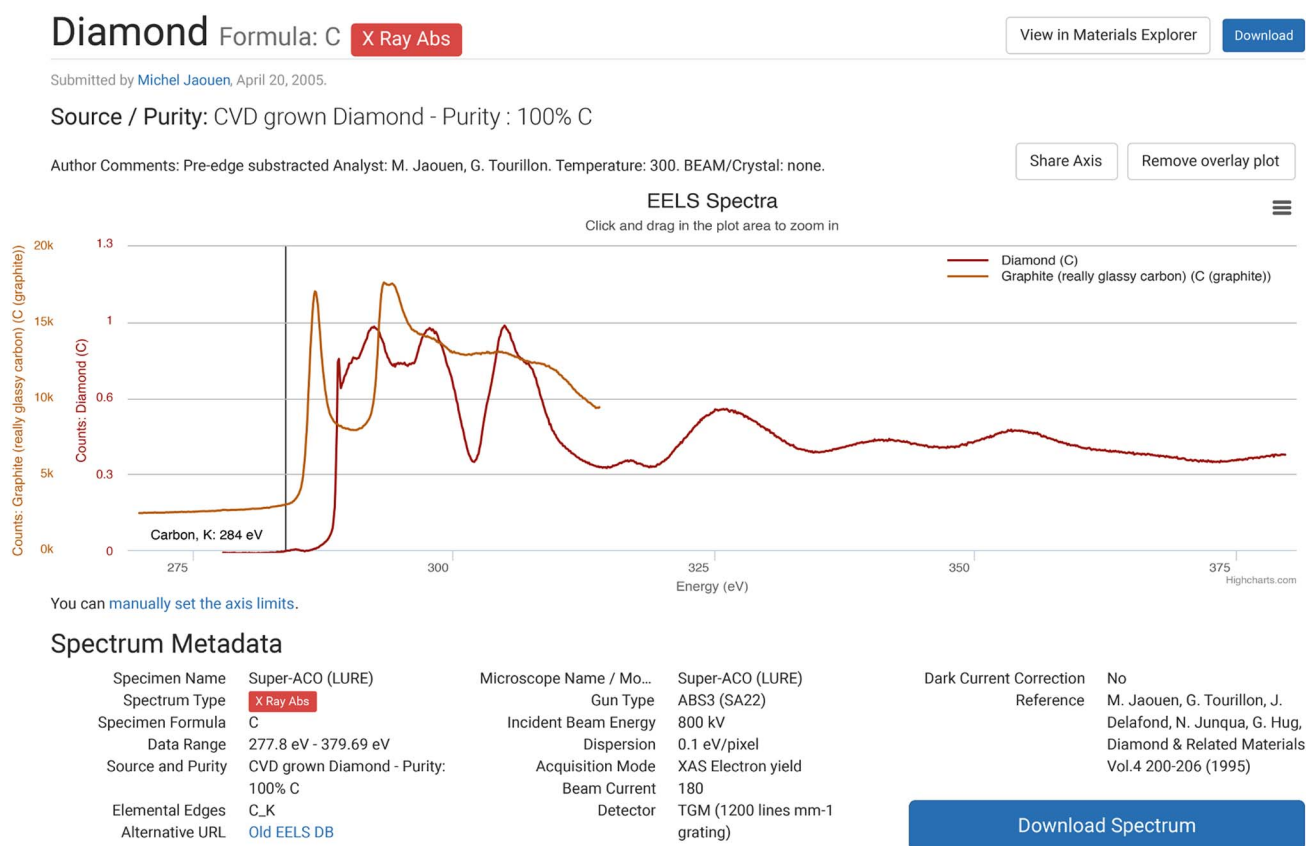 Diamond Formula: C X Ray Abs
View in Materials Explorer
Download
Submitted by Michel Jaouen, April 20, 2005.
Source / Purity: CVD grown Diamond - Purity : 100% C
Author Comments: Pre-edge substracted Analyst: M. Jaouen, G. Tourillon. Temperature: 300. BEAM/Crystal: none.
Share Axis
Remove overlay plot
EELS Spectra
Click and drag in the plot area to zoom in
Counts: Graphite (really glassy carbon) (C (graphite))
20k
15k
10k
5k
0k
Counts: Diamond (C)
1.3
1
0.6
0.3
0
Diamond (C)
Graphite (really glassy carbon) (C (graphite))
Carbon, K: 284 eV
275
300
325
350
375
Energy (eV)
Highcharts.com
You can manually set the axis limits.
Spectrum Metadata
Specimen Name Super-ACO (LURE)
Spectrum Type X Ray Abs
Specimen Formula C
Data Range 277.8 eV - 379.69 eV
Source and Purity CVD grown Diamond - Purity:
100% C
Elemental Edges C_K
Alternative URL Old EELS DB
Microscope Name / Mo... Super-ACO (LURE)
Gun Type ABS3 (SA22)
Incident Beam Energy 800 kV
Dispersion 0.1 eV/pixel
Acquisition Mode XAS Electron yield
Beam Current 180
Detector TGM (1200 lines mm-1
grating)
Dark Current Correction No
Reference M. Jaouen, G. Tourillon, J.
Delafond, N. Junqua, G. Hug,
Diamond & Related Materials
Vol.4 200-206 (1995)
Download Spectrum